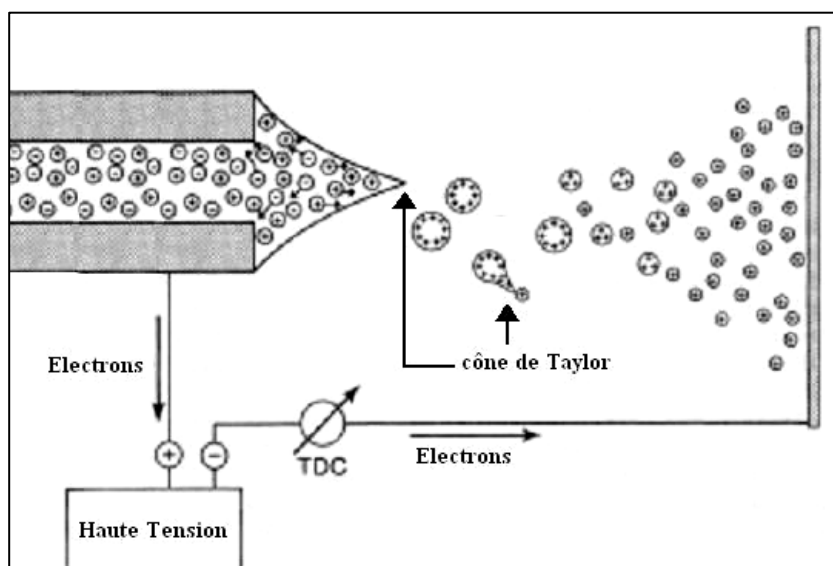 cône de Taylor
Electrons
Electrons
+
−
TDC
Haute Tension